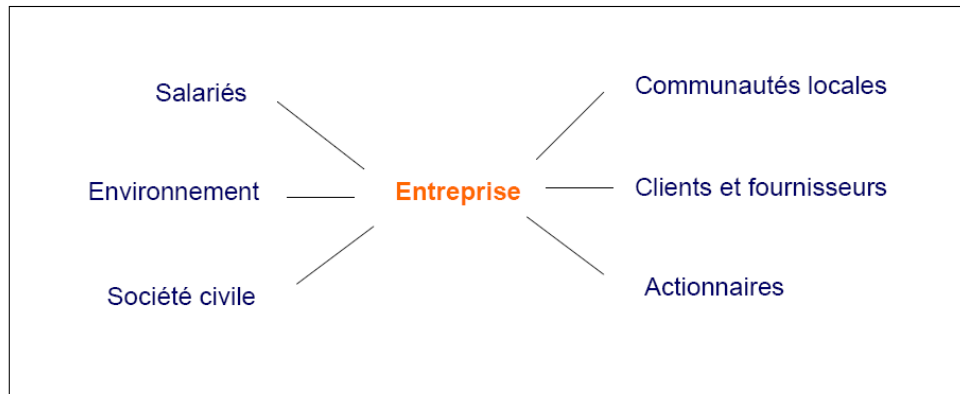 Salariés
Communautés locales
Environnement
Entreprise
Clients et fournisseurs
Société civile
Actionnaires